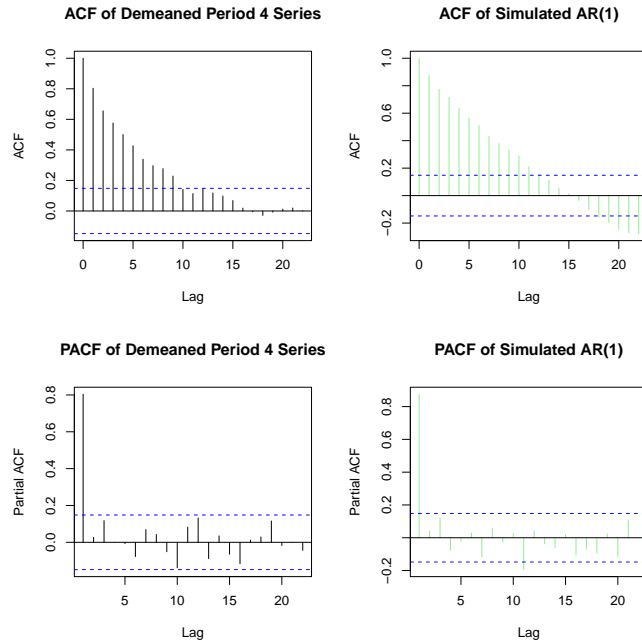 ACF of Demeaned Period 4 Series
ACF
0.0 0.2 0.4 0.6 0.8 1.0
0 5 10 15 20
Lag
ACF of Simulated AR(1)
ACF
−0.2 0.2 0.6 1.0
0 5 10 15 20
Lag
PACF of Demeaned Period 4 Series
Partial ACF
0.0 0.2 0.4 0.6 0.8
5 10 15 20
Lag
PACF of Simulated AR(1)
Partial ACF
−0.2 0.0 0.2 0.4 0.6 0.8
5 10 15 20
Lag